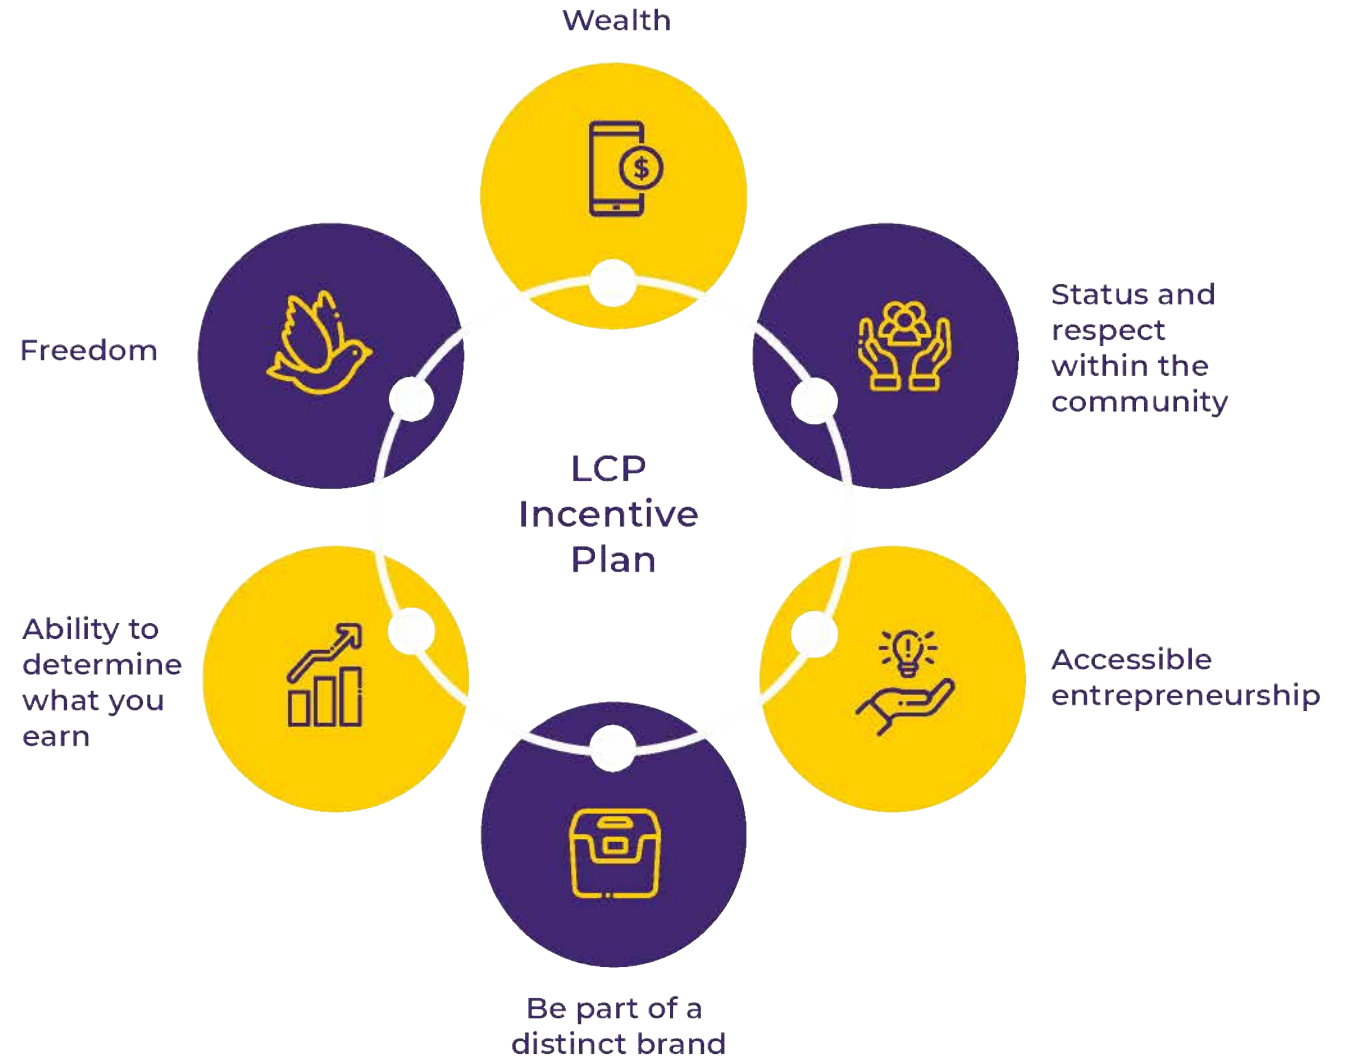 Wealth
Status and
respect
within the
community
Freedom
LCP
Incentive
Plan
Ability to
determine
what you
earn
Accessible
entrepreneurship
Be part of a
distinct brand
$